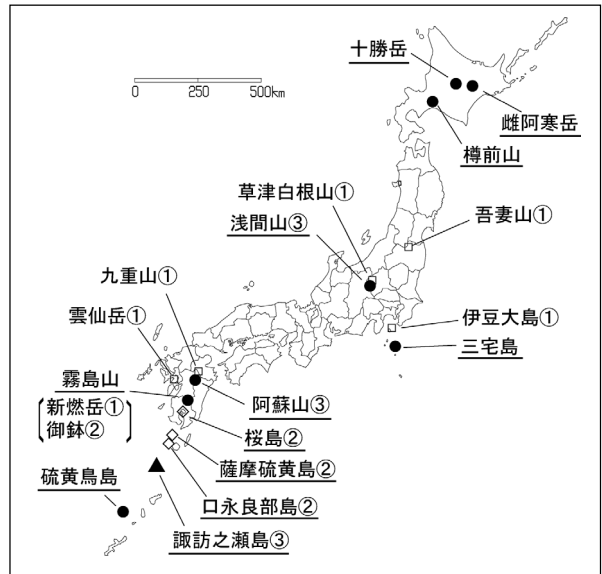 十勝岳
0 250 500km
雌阿寒岳
樽前山
草津白根山①
浅間山③
吾妻山①
九重山①
雲仙岳①
伊豆大島①
三宅島
霧島山
新燃岳①
御鉢②
阿蘇山③
桜島②
薩摩硫黄島②
硫黄鳥島
口永良部島②
諏訪之瀬島③